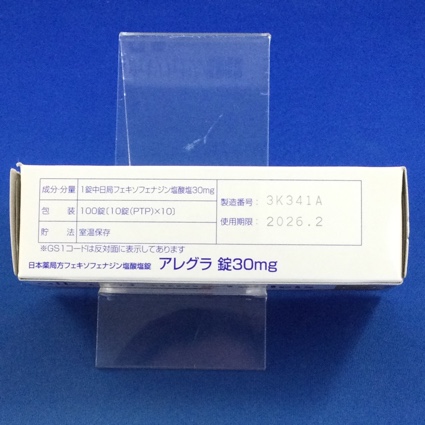 成分・分量 1錠中日局フェキソフェナジン塩酸塩30mg
包装 100錠〔10錠(PTP)×10〕
貯法 室温保存
※GS1コードは反対面に表示してあります
製造番号: 3K341A
使用期限: 2026.2
日本薬局方フェキソフェナジン塩酸塩錠 アレグラ 錠30mg